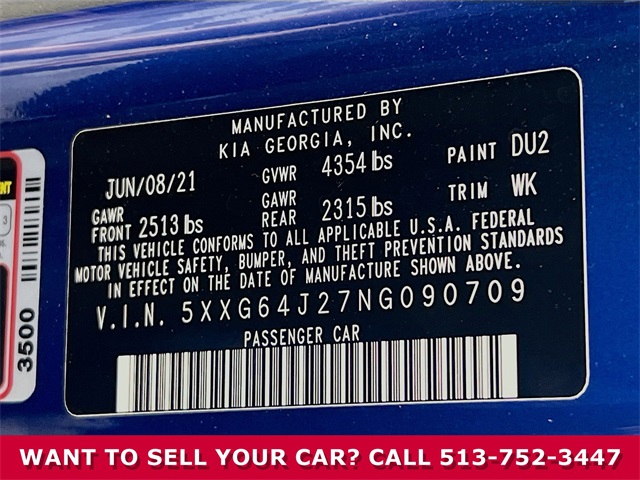 MANUFACTURED BY
KIA GEORGIA, INC.
JUN/08/21 GVWR 4354 lbs PAINT DU2
GAWR FRONT 2513 lbs GAWR REAR 2315 lbs TRIM WK
THIS VEHICLE CONFORMS TO ALL APPLICABLE U.S.A. FEDERAL
MOTOR VEHICLE SAFETY, BUMPER, AND THEFT PREVENTION STANDARDS
IN EFFECT ON THE DATE OF MANUFACTURE SHOWN ABOVE.
V.I.N. 5XXG64J27NG090709
PASSENGER CAR
3500
WANT TO SELL YOUR CAR? CALL 513-752-3447